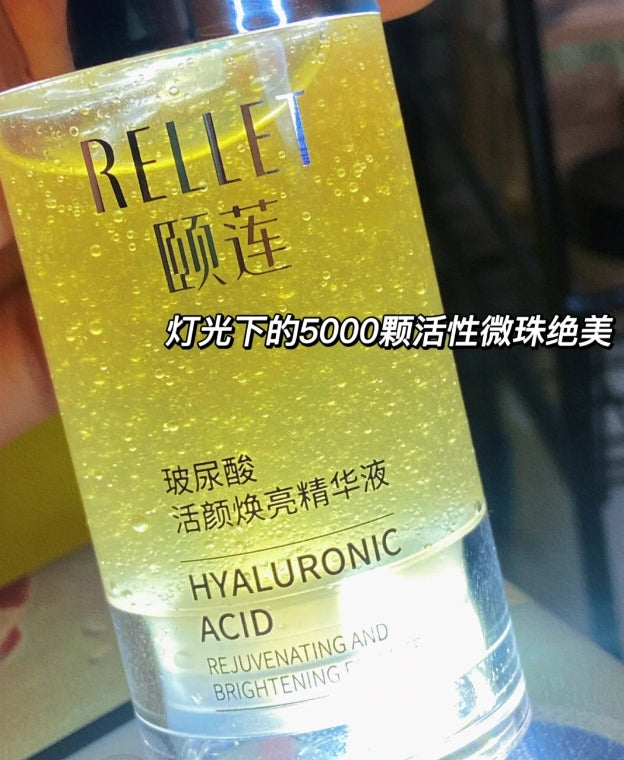 RELLET
颐莲
灯光下的5000颗活性微珠绝美
玻尿酸
活颜焕亮精华液
HYALURONIC
ACID
REJUVENATING AND
BRIGHTENING